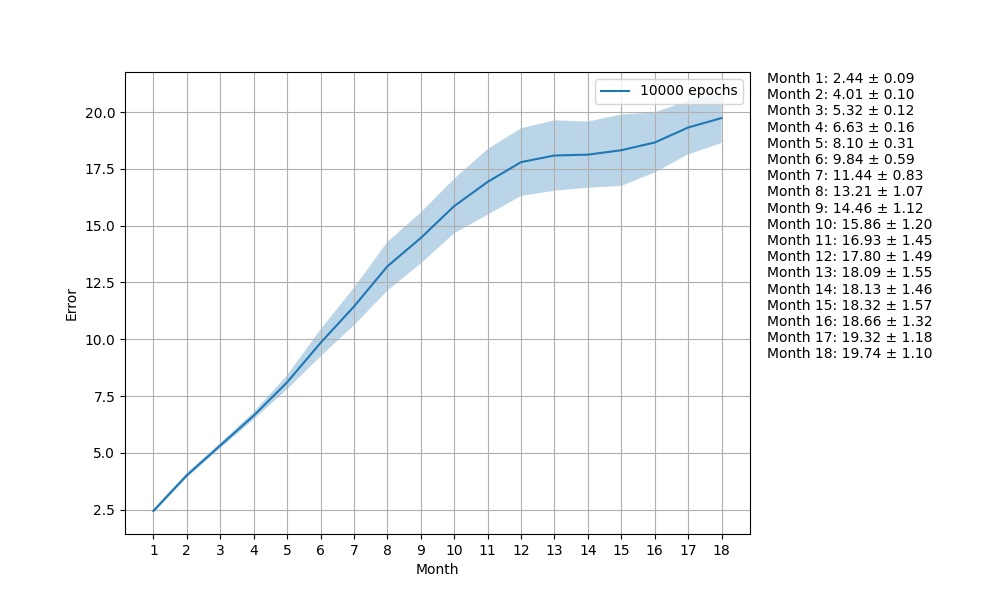 10000 epochs
20.0
17.5
15.0
12.5
10.0
7.5
5.0
2.5
Error
1 2 3 4 5 6 7 8 9 10 11 12 13 14 15 16 17 18
Month
Month 1: 2.44 ± 0.09
Month 2: 4.01 ± 0.10
Month 3: 5.32 ± 0.12
Month 4: 6.63 ± 0.16
Month 5: 8.10 ± 0.31
Month 6: 9.84 ± 0.59
Month 7: 11.44 ± 0.83
Month 8: 13.21 ± 1.07
Month 9: 14.46 ± 1.12
Month 10: 15.86 ± 1.20
Month 11: 16.93 ± 1.45
Month 12: 17.80 ± 1.49
Month 13: 18.09 ± 1.55
Month 14: 18.13 ± 1.46
Month 15: 18.32 ± 1.57
Month 16: 18.66 ± 1.32
Month 17: 19.32 ± 1.18
Month 18: 19.74 ± 1.10